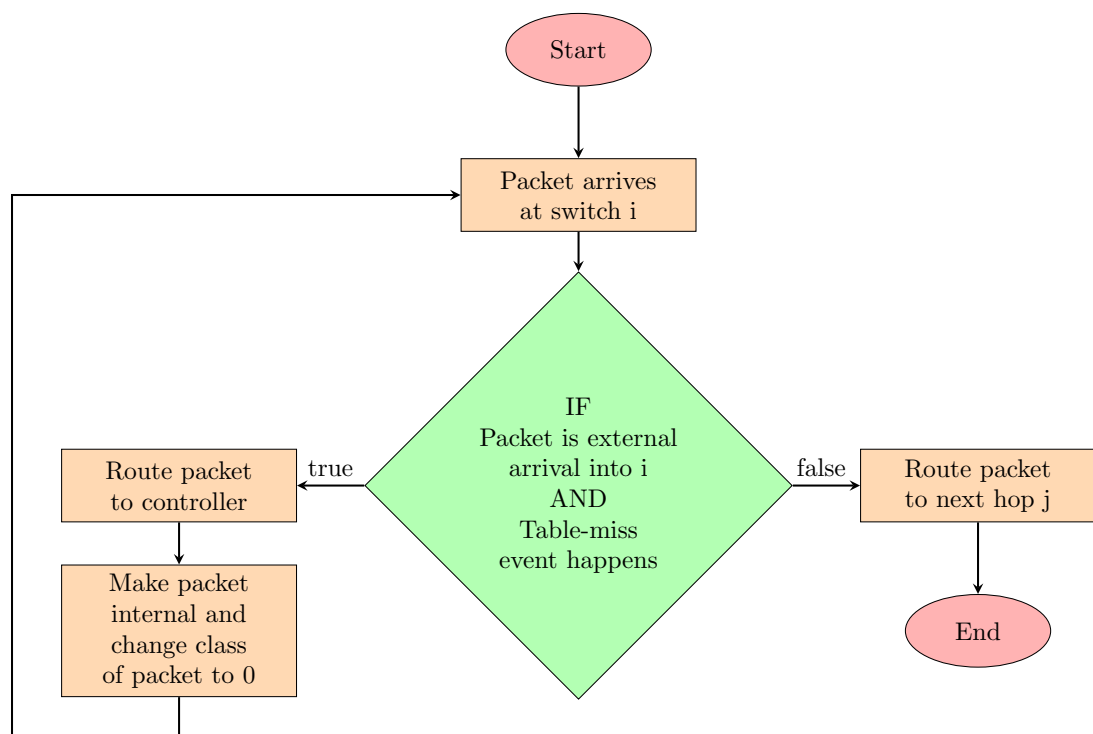 Start
Packet arrives
at switch i
IF
Packet is external
arrival into i
AND
Table-miss
event happens
true
false
Route packet
to controller
Route packet
to next hop j
Make packet
internal and
change class
of packet to 0
End